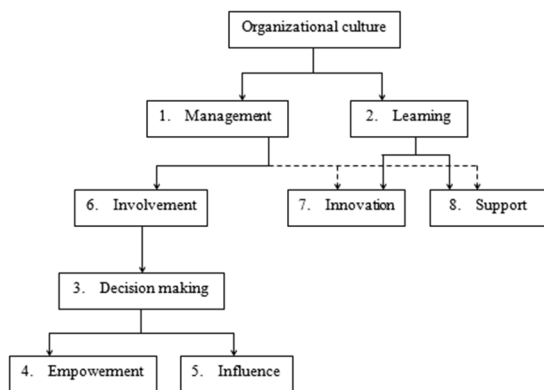 Organizational culture
1. Management
2. Learning
6. Involvement
7. Innovation
8. Support
3. Decision making
4. Empowerment
5. Influence